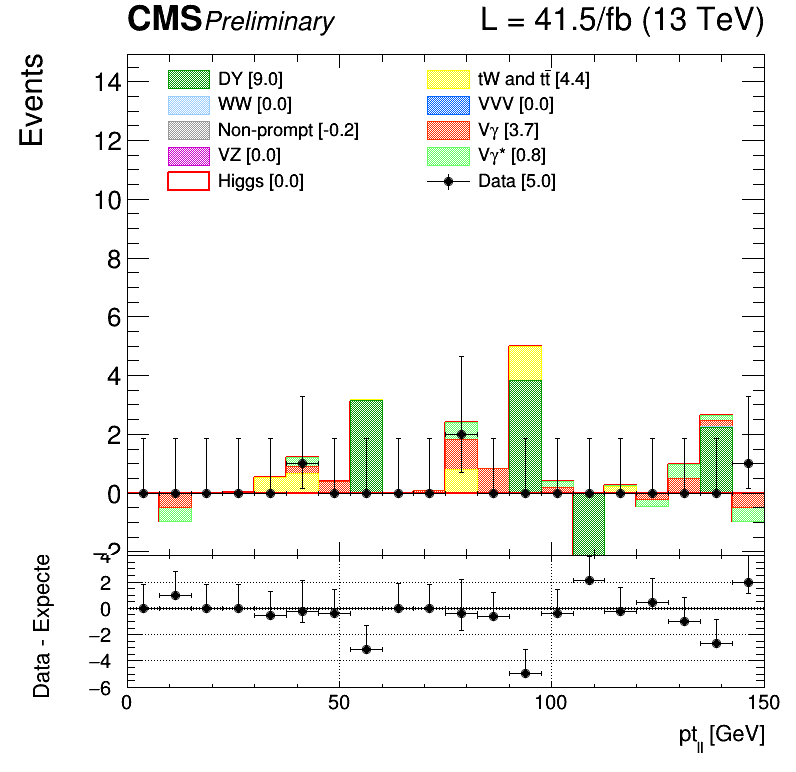 CMS Preliminary L = 41.5/fb (13 TeV)
Events
DY [9.0] tW and tt̄ [4.4]
WW [0.0] VVV [0.0]
Non-prompt [-0.2] Vγ [3.7]
VZ [0.0] Vγ* [0.8]
Higgs [0.0] Data [5.0]
14
12
10
8
6
4
2
0
−2
Data - Expecte
4
2
0
−2
−4
−6
0 50 100 150
pt_ll [GeV]